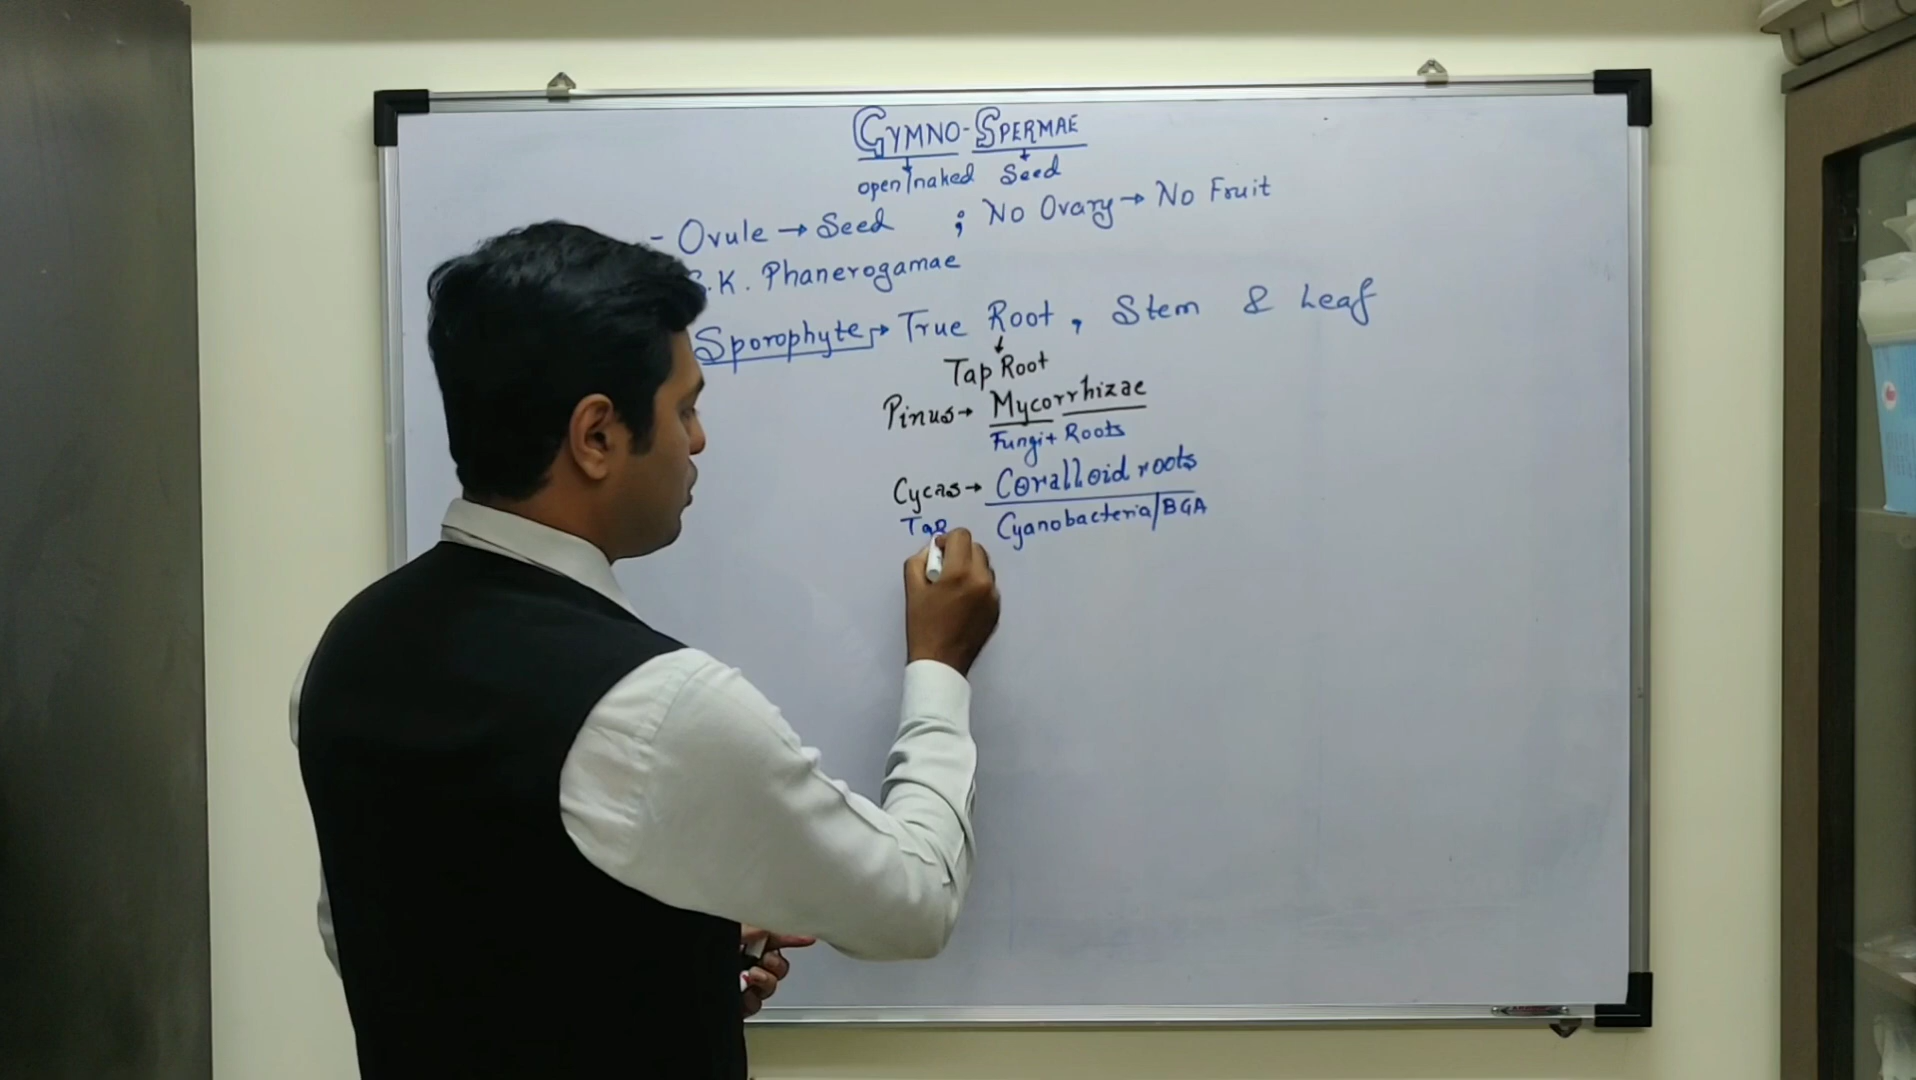 GYMNO-SPERMAE
open/naked seed
- Ovule → Seed ; No Ovary → No Fruit
.K. Phanerogamae
Sporophyte → True Root, Stem & Leaf
Tap Root
Pinus → Mycorrhizae
Fungi + Roots
Cycas → Coralloid roots
Tap Cyanobacteria/BGA